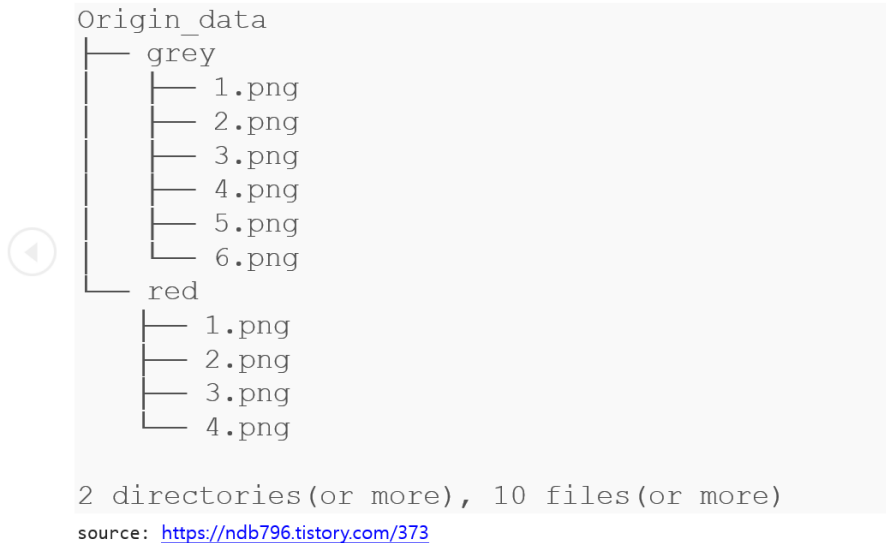 Origin_data
├── grey
│   ├── 1.png
│   ├── 2.png
│   ├── 3.png
│   ├── 4.png
│   ├── 5.png
│   └── 6.png
└── red
    ├── 1.png
    ├── 2.png
    ├── 3.png
    └── 4.png
2 directories(or more), 10 files(or more)
source: https://ndb796.tistory.com/373